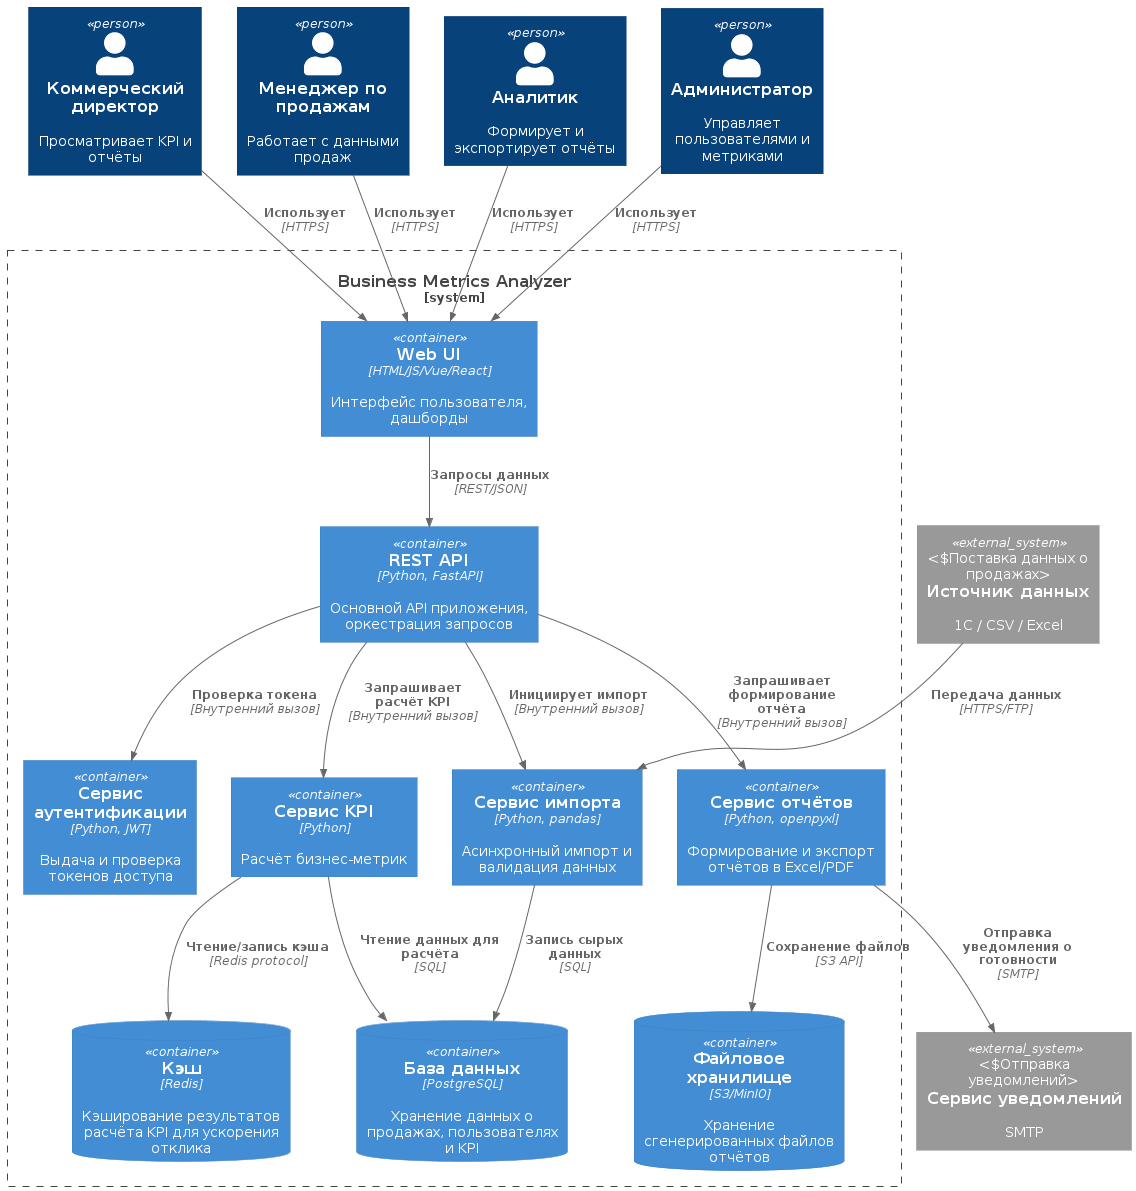 «person»
Коммерческий
директор
Просматривает KPI и
отчёты
«person»
Менеджер по
продажам
Работает с данными
продаж
«person»
Аналитик
Формирует и
экспортирует отчёты
«person»
Администратор
Управляет
пользователями и
метриками
Использует
[HTTPS]
Использует
[HTTPS]
Использует
[HTTPS]
Использует
[HTTPS]
Business Metrics Analyzer
[system]
«container»
Web UI
[HTML/JS/Vue/React]
Интерфейс пользователя,
дашборды
Запросы данных
[REST/JSON]
«container»
REST API
[Python, FastAPI]
Основной API приложения,
оркестрация запросов
«external_system»
<$Поставка данных о
продажах>
Источник данных
1C / CSV / Excel
Проверка токена
[Внутренний вызов]
Запрашивает
расчёт KPI
[Внутренний вызов]
Инициирует импорт
[Внутренний вызов]
Запрашивает
формирование
отчёта
[Внутренний вызов]
Передача данных
[HTTPS/FTP]
«container»
Сервис
аутентификации
[Python, JWT]
Выдача и проверка
токенов доступа
«container»
Сервис KPI
[Python]
Расчёт бизнес-метрик
«container»
Сервис импорта
[Python, pandas]
Асинхронный импорт и
валидация данных
«container»
Сервис отчётов
[Python, openpyxl]
Формирование и экспорт
отчётов в Excel/PDF
Чтение/запись кэша
[Redis protocol]
Чтение данных для
расчёта
[SQL]
Запись сырых
данных
[SQL]
Сохранение файлов
[S3 API]
Отправка
уведомления о
готовности
[SMTP]
«container»
Кэш
[Redis]
Кэширование результатов
расчёта KPI для ускорения
отклика
«container»
База данных
[PostgreSQL]
Хранение данных о
продажах, пользователях
и KPI
«container»
Файловое
хранилище
[S3/MinIO]
Хранение
сгенерированных файлов
отчётов
«external_system»
<$Отправка
уведомлений>
Сервис уведомлений
SMTP